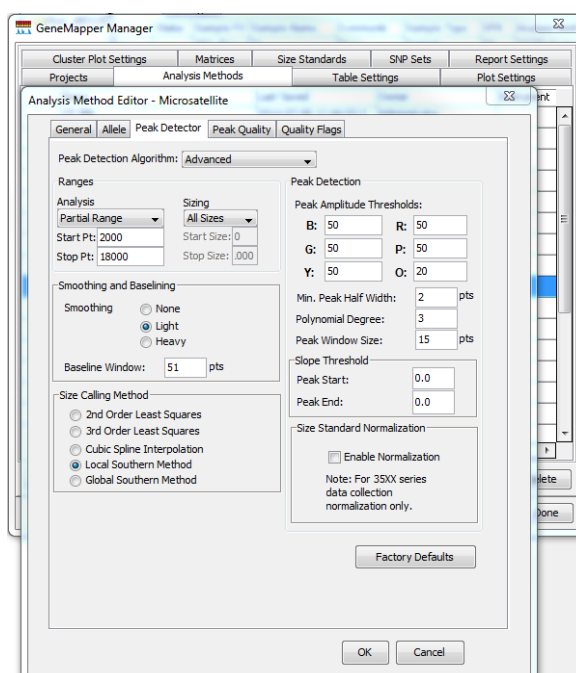 GeneMapper Manager
Cluster Plot Settings Matrices Size Standards SNP Sets Report Settings
Projects Analysis Methods Table Settings Plot Settings
Analysis Method Editor - Microsatellite
General Allele Peak Detector Peak Quality Quality Flags
Peak Detection Algorithm: Advanced
Ranges
Analysis Sizing
Partial Range All Sizes
Start Pt: 2000 Start Size: 0
Stop Pt: 18000 Stop Size: .000
Smoothing and Baselining
Smoothing None
Light
Heavy
Baseline Window: 51 pts
Size Calling Method
2nd Order Least Squares
3rd Order Least Squares
Cubic Spline Interpolation
Local Southern Method
Global Southern Method
Peak Detection
Peak Amplitude Thresholds:
B: 50 R: 50
G: 50 P: 50
Y: 50 O: 20
Min. Peak Half Width: 2 pts
Polynomial Degree: 3
Peak Window Size: 15 pts
Slope Threshold
Peak Start: 0.0
Peak End: 0.0
Size Standard Normalization
Enable Normalization
Note: For 35XX series
data collection
normalization only.
Factory Defaults
OK Cancel
lete
Done